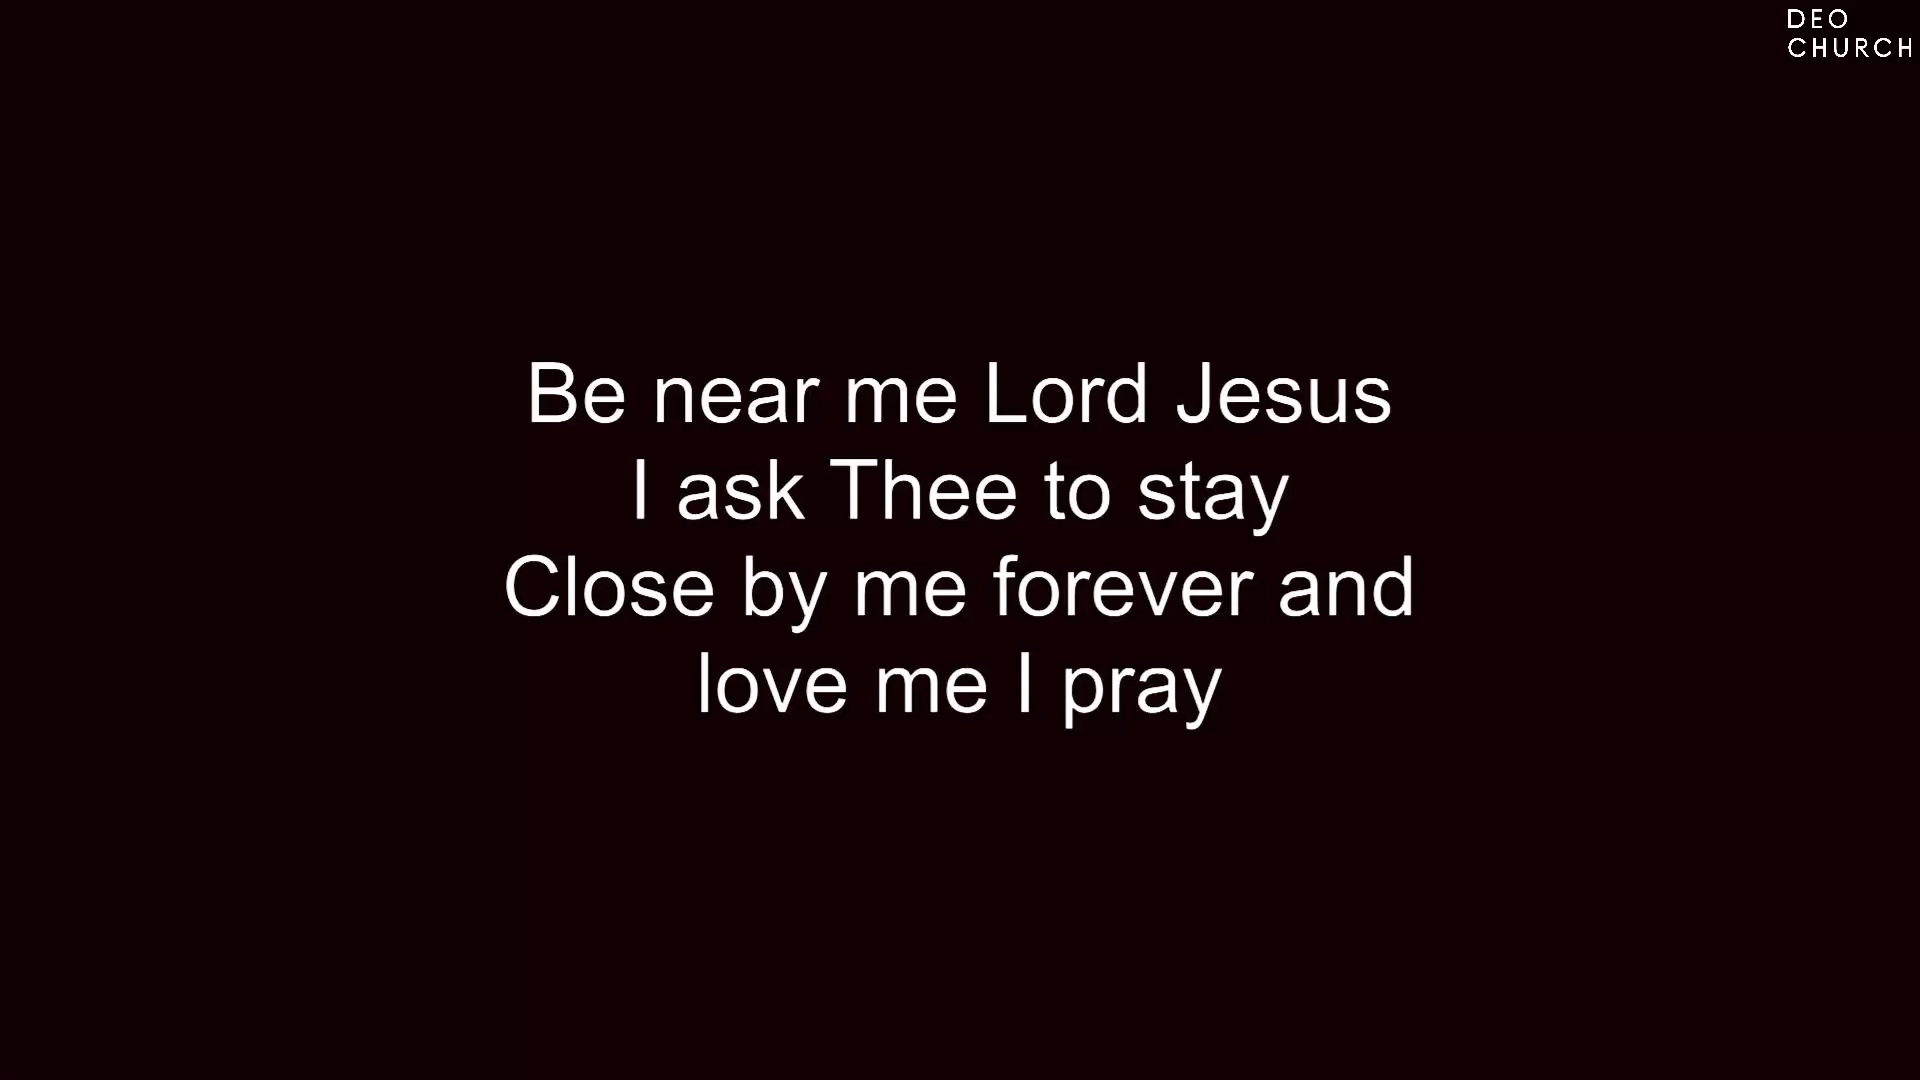 DEO
CHURCH
Be near me Lord Jesus
I ask Thee to stay
Close by me forever and
love me I pray